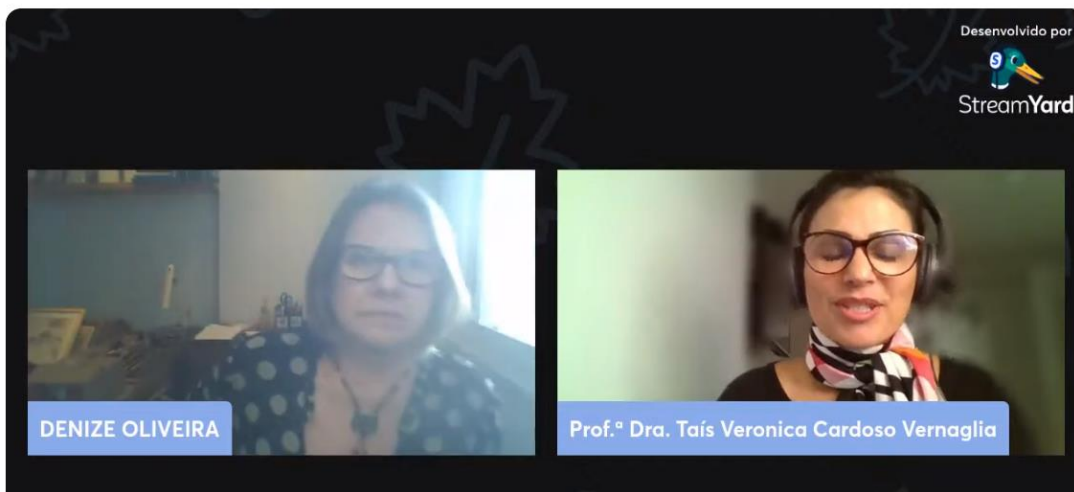 Desenvolvido por
S
StreamYard
DENIZE OLIVEIRA
Prof.ª Dra. Taís Veronica Cardoso Vernaglia